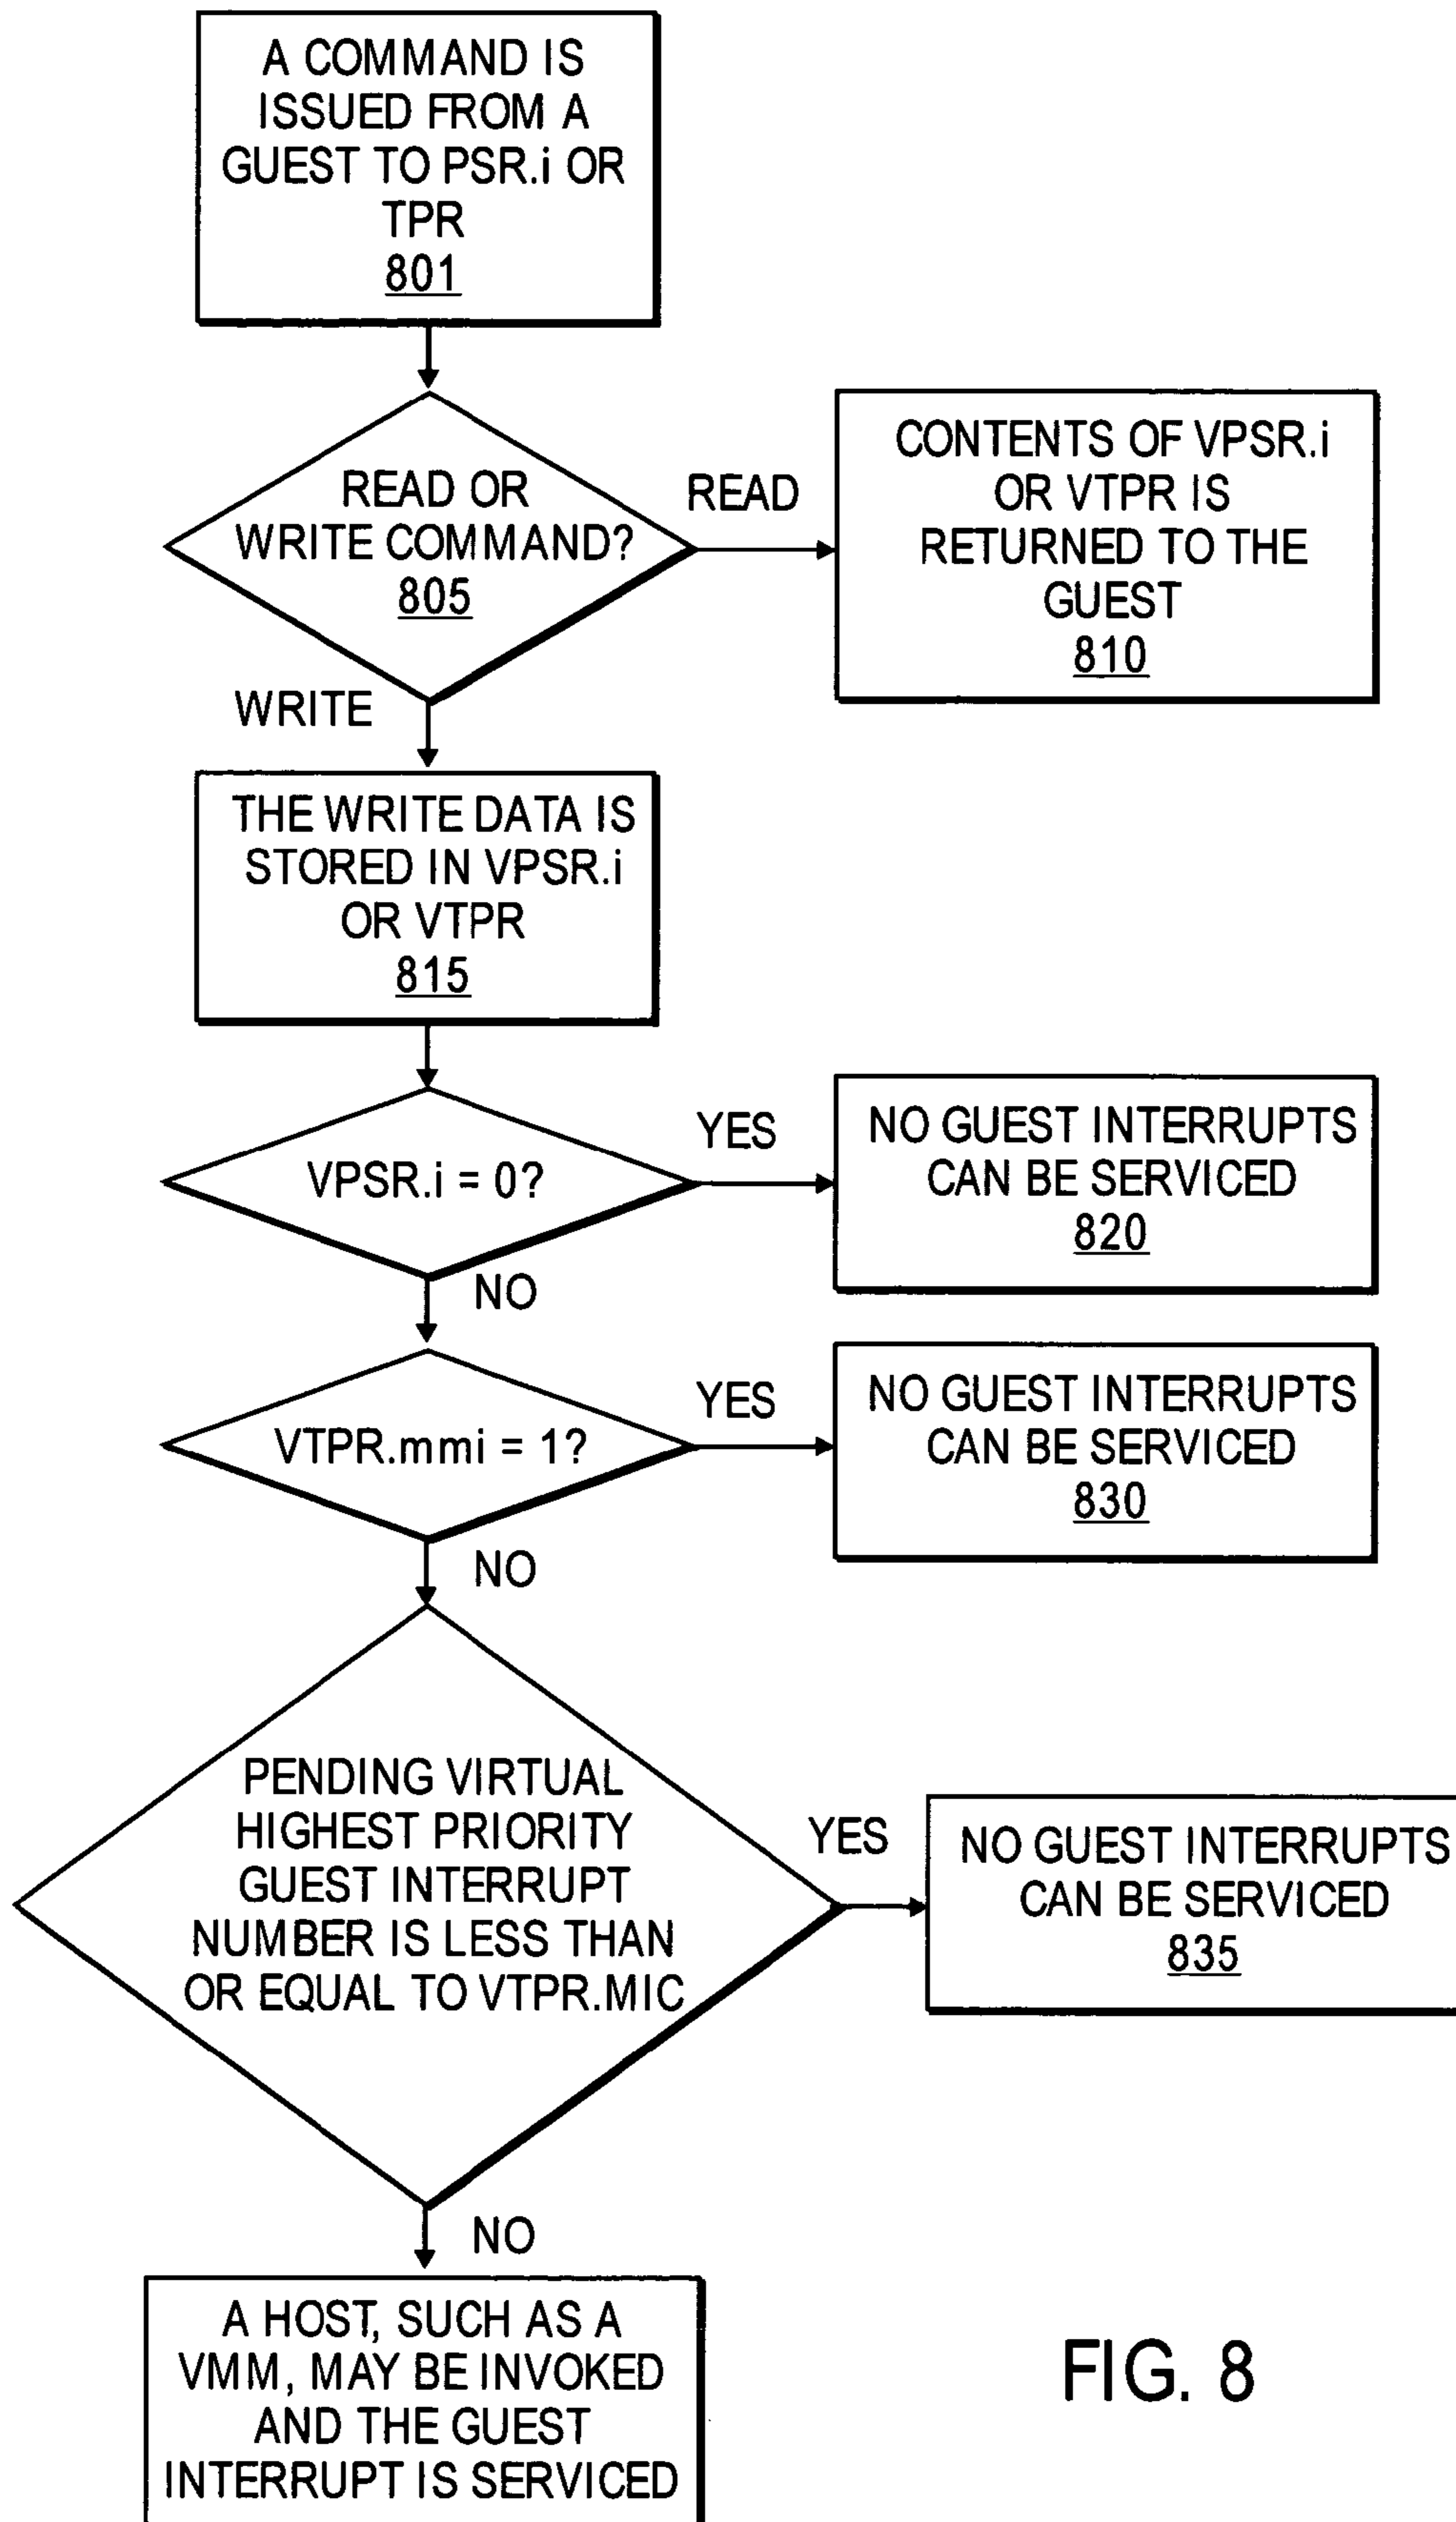 A COMMAND IS
ISSUED FROM A
GUEST TO PSR.i OR
TPR
801
READ OR
WRITE COMMAND?
805
READ
CONTENTS OF VPSR.i
OR VTPR IS
RETURNED TO THE
GUEST
810
WRITE
THE WRITE DATA IS
STORED IN VPSR.i
OR VTPR
815
VPSR.i = 0?
YES
NO GUEST INTERRUPTS
CAN BE SERVICED
820
NO
VTPR.mmi = 1?
YES
NO GUEST INTERRUPTS
CAN BE SERVICED
830
NO
PENDING VIRTUAL
HIGHEST PRIORITY
GUEST INTERRUPT
NUMBER IS LESS THAN
OR EQUAL TO VTPR.MIC
YES
NO GUEST INTERRUPTS
CAN BE SERVICED
835
NO
A HOST, SUCH AS A
VMM, MAY BE INVOKED
AND THE GUEST
INTERRUPT IS SERVICED
FIG. 8